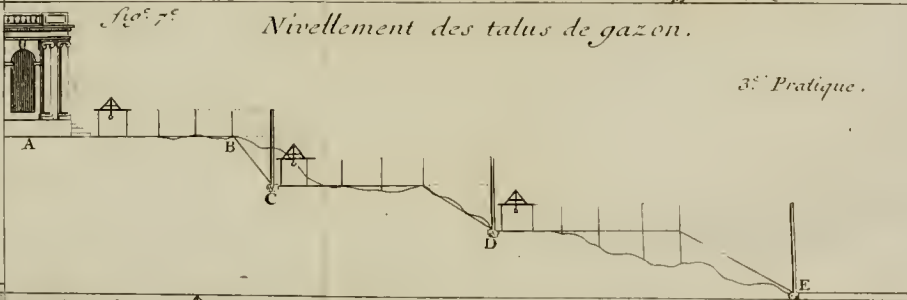 fig.e 7.e
Nivellement des talus de gazon.
3.e Pratique.
A
B
C
D
E